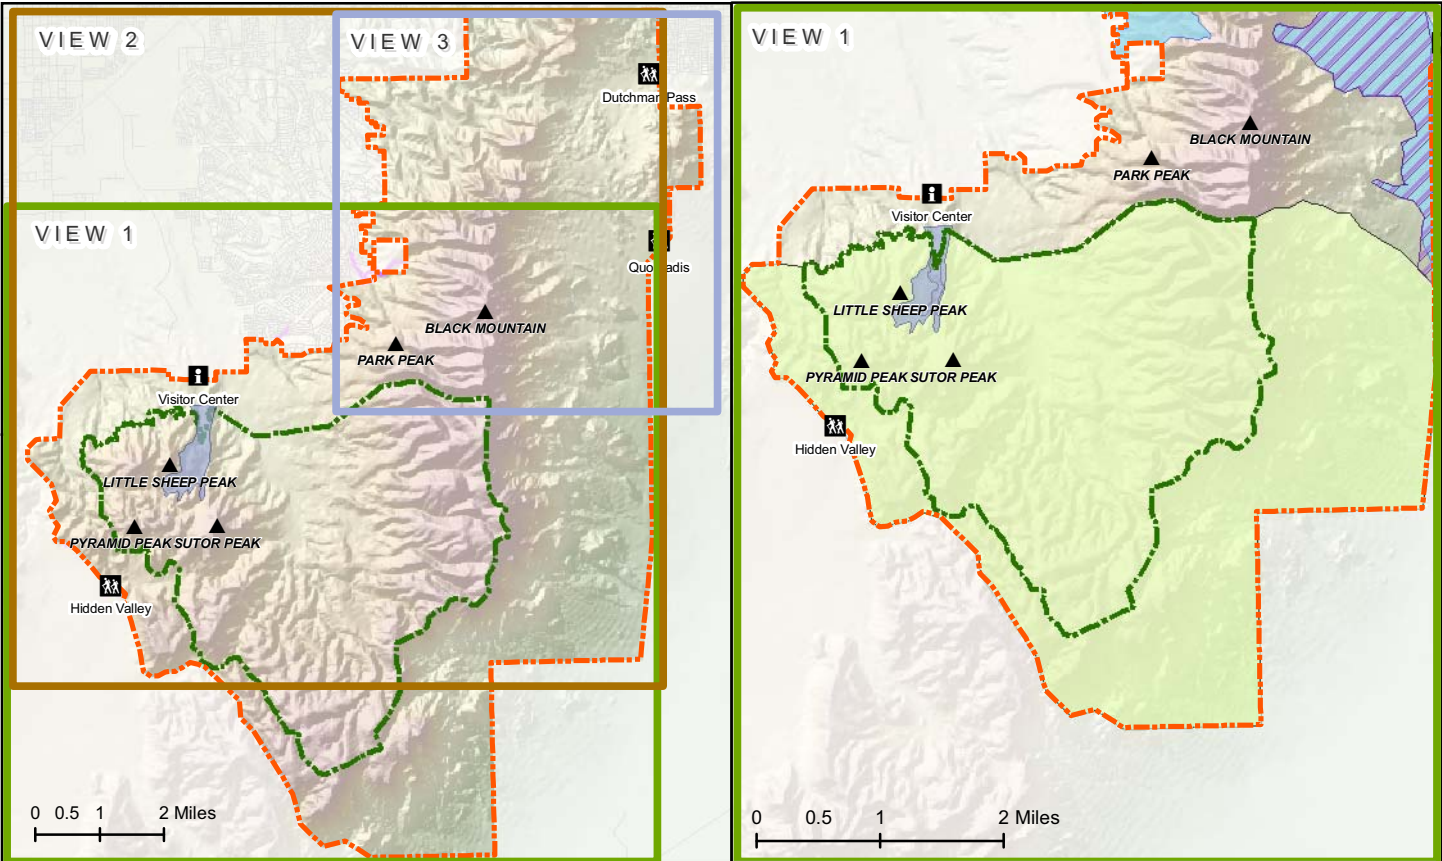 VIEW 2
VIEW 3
Dutchman Pass
VIEW 1
Quo Vadis
BLACK MOUNTAIN
PARK PEAK
Visitor Center
LITTLE SHEEP PEAK
PYRAMID PEAK SUTOR PEAK
Hidden Valley
0 0.5 1 2 Miles
VIEW 1
BLACK MOUNTAIN
PARK PEAK
Visitor Center
LITTLE SHEEP PEAK
PYRAMID PEAK SUTOR PEAK
Hidden Valley
0 0.5 1 2 Miles